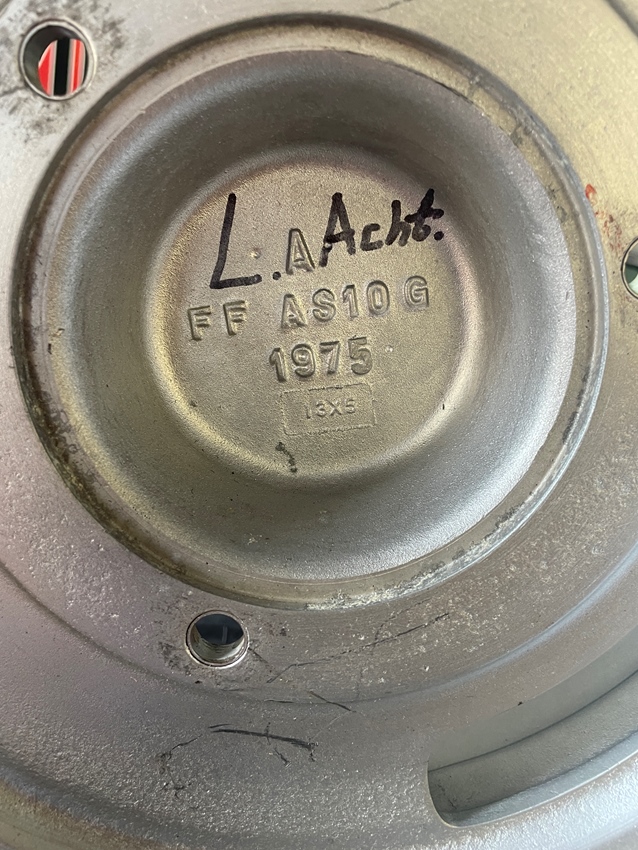 L. Acht.
A
FF AS10 G
1975
13X5